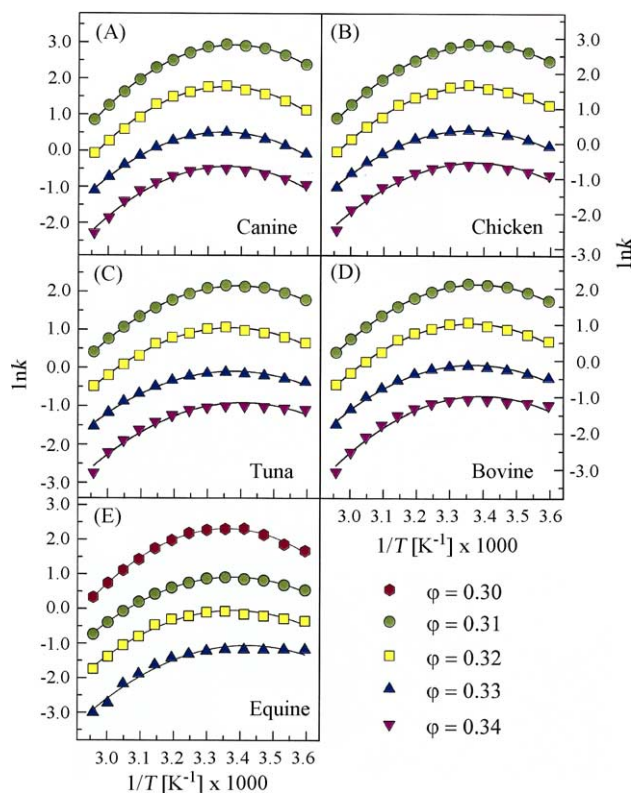 (A)
3.0
2.0
1.0
0.0
-1.0
-2.0
Canine
(B)
3.0
2.0
1.0
0.0
-1.0
-2.0
-3.0
Chicken
lnk
lnk
(C)
2.0
1.0
0.0
-1.0
-2.0
-3.0
Tuna
(D)
2.0
1.0
0.0
-1.0
-2.0
-3.0
Bovine
3.0 3.1 3.2 3.3 3.4 3.5 3.6
1/T [K⁻¹] x 1000
(E)
3.0
2.0
1.0
0.0
-1.0
-2.0
-3.0
Equine
3.0 3.1 3.2 3.3 3.4 3.5 3.6
1/T [K⁻¹] x 1000
φ = 0.30
φ = 0.31
φ = 0.32
φ = 0.33
φ = 0.34